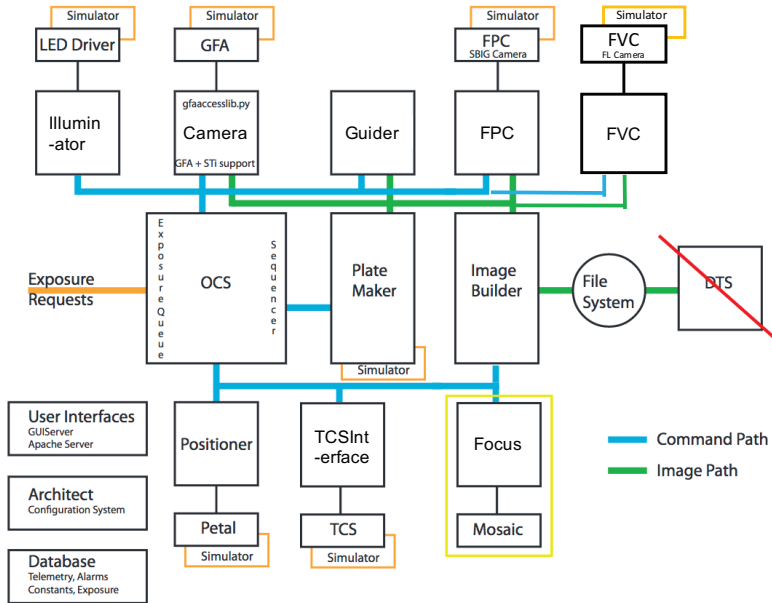 Simulator
Simulator
Simulator
Simulator
LED Driver
GFA
FPC
SBIG Camera
FVC
FL Camera
Illumin
-ator
gfaaccesslib.py
Camera
GFA + STi support
Guider
FPC
FVC
ExposureQueue
OCS
Sequencer
Plate
Maker
Image
Builder
File
System
DTS
Exposure
Requests
Simulator
User Interfaces
GUIServer
Apache Server
Positioner
TCSInt
-erface
Focus
Command Path
Image Path
Architect
Configuration System
Petal
TCS
Mosaic
Simulator
Simulator
Database
Telemetry, Alarms
Constants, Exposure